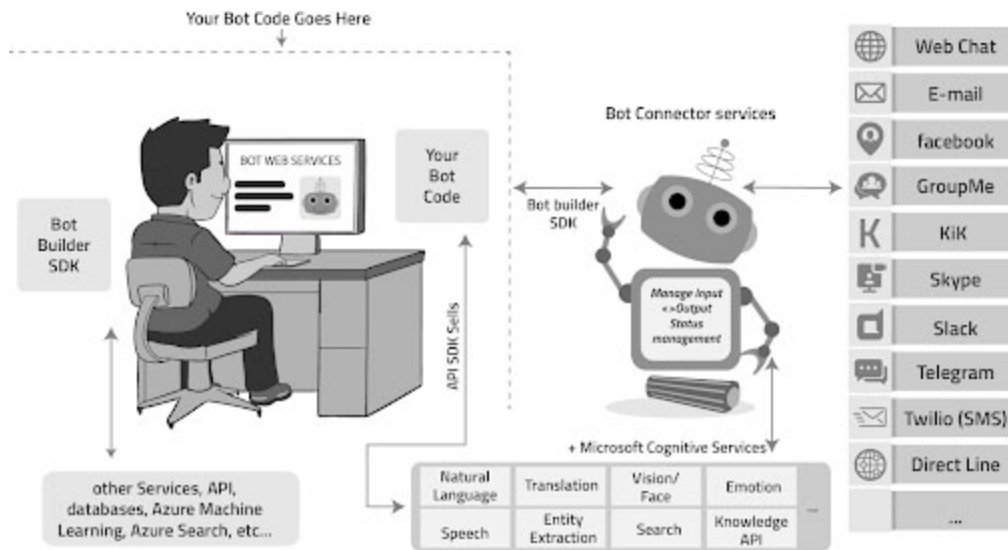 Your Bot Code Goes Here
BOT WEB SERVICES
Your
Bot
Code
Bot
Builder
SDK
API SDK Sells
other Services, API,
databases, Azure Machine
Learning, Azure Search, etc...
Bot Connector services
Bot builder
SDK
Manage Input
<>Output
Status
management
+ Microsoft Cognitive Services
Natural
Language
Translation
Vision/
Face
Emotion
...
Speech
Entity
Extraction
Search
Knowledge
API
Web Chat
E-mail
facebook
GroupMe
KiK
Skype
Slack
Telegram
Twilio (SMS)
Direct Line
...